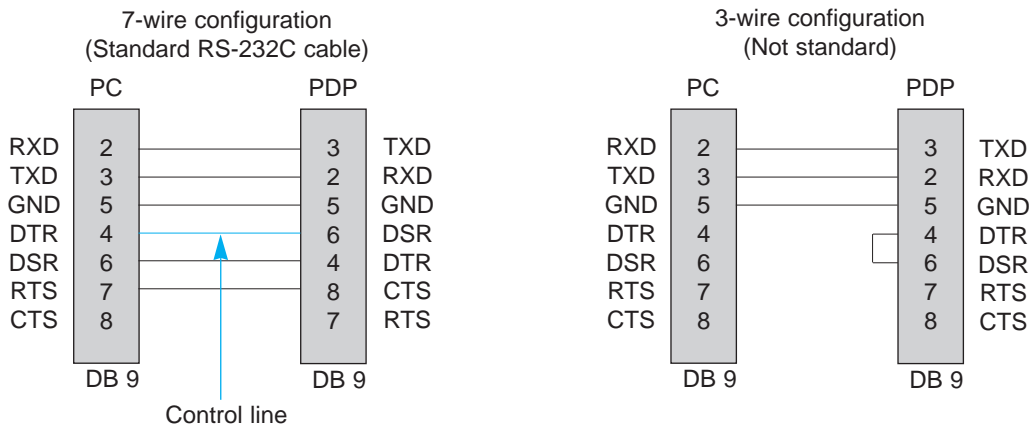 7-wire configuration
(Standard RS-232C cable)
PC PDP
RXD 2 3 TXD
TXD 3 2 RXD
GND 5 5 GND
DTR 4 6 DSR
DSR 6 4 DTR
RTS 7 8 CTS
CTS 8 7 RTS
DB 9 DB 9
Control line
3-wire configuration
(Not standard)
PC PDP
RXD 2 3 TXD
TXD 3 2 RXD
GND 5 5 GND
DTR 4 4 DTR
DSR 6 6 DSR
RTS 7 7 RTS
CTS 8 8 CTS
DB 9 DB 9